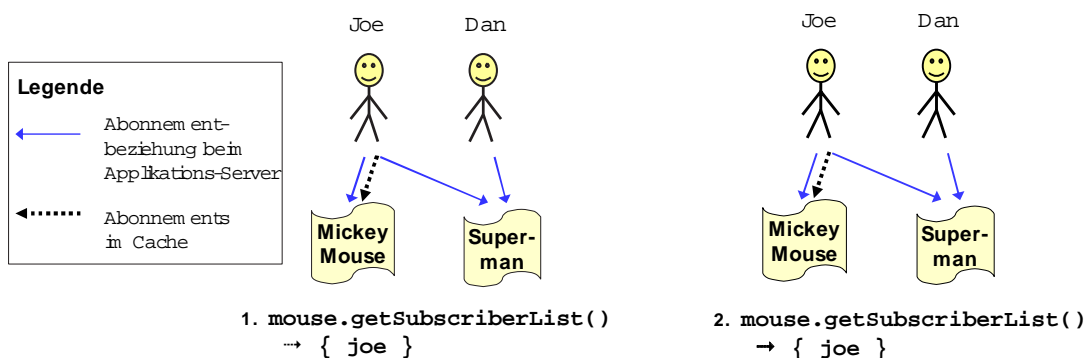 Joe
Dan
Joe
Dan
Legende
Abonnement-
beziehung beim
Applikations-Server
Abonnements
im Cache
Mickey
Mouse
Super-
man
Mickey
Mouse
Super-
man
1. mouse.getSubscriberList()
⇢ { joe }
2. mouse.getSubscriberList()
→ { joe }